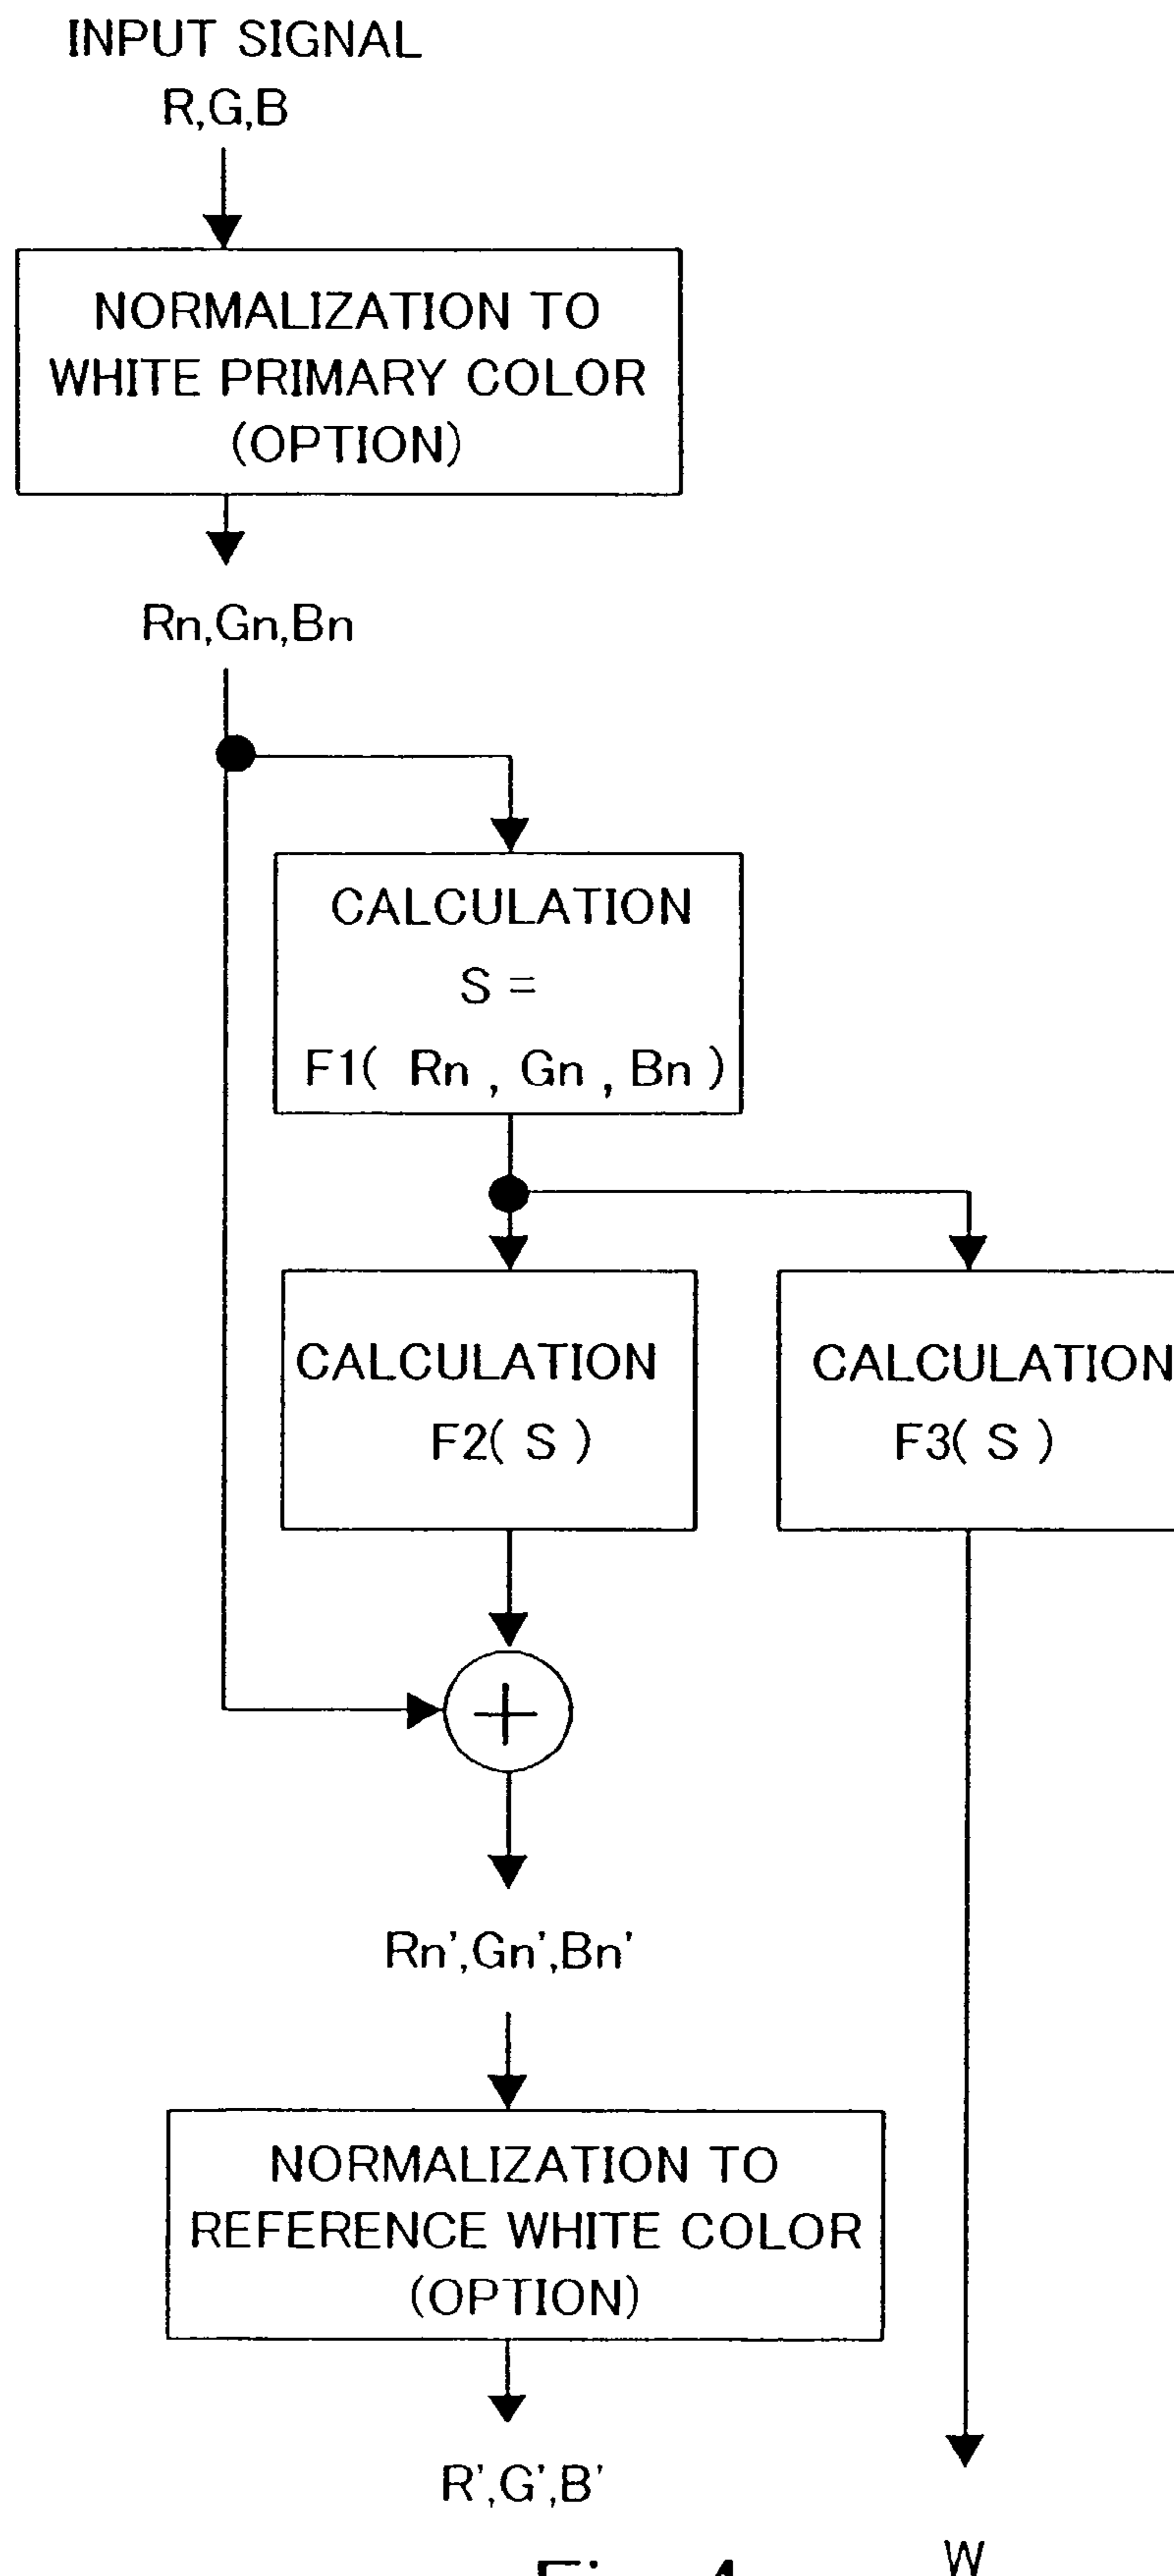 INPUT SIGNAL
R,G,B
NORMALIZATION TO
WHITE PRIMARY COLOR
(OPTION)
Rn,Gn,Bn
CALCULATION
S =
F1( Rn , Gn , Bn )
CALCULATION
F2( S )
CALCULATION
F3( S )
+
Rn',Gn',Bn'
NORMALIZATION TO
REFERENCE WHITE COLOR
(OPTION)
R',G',B'
W